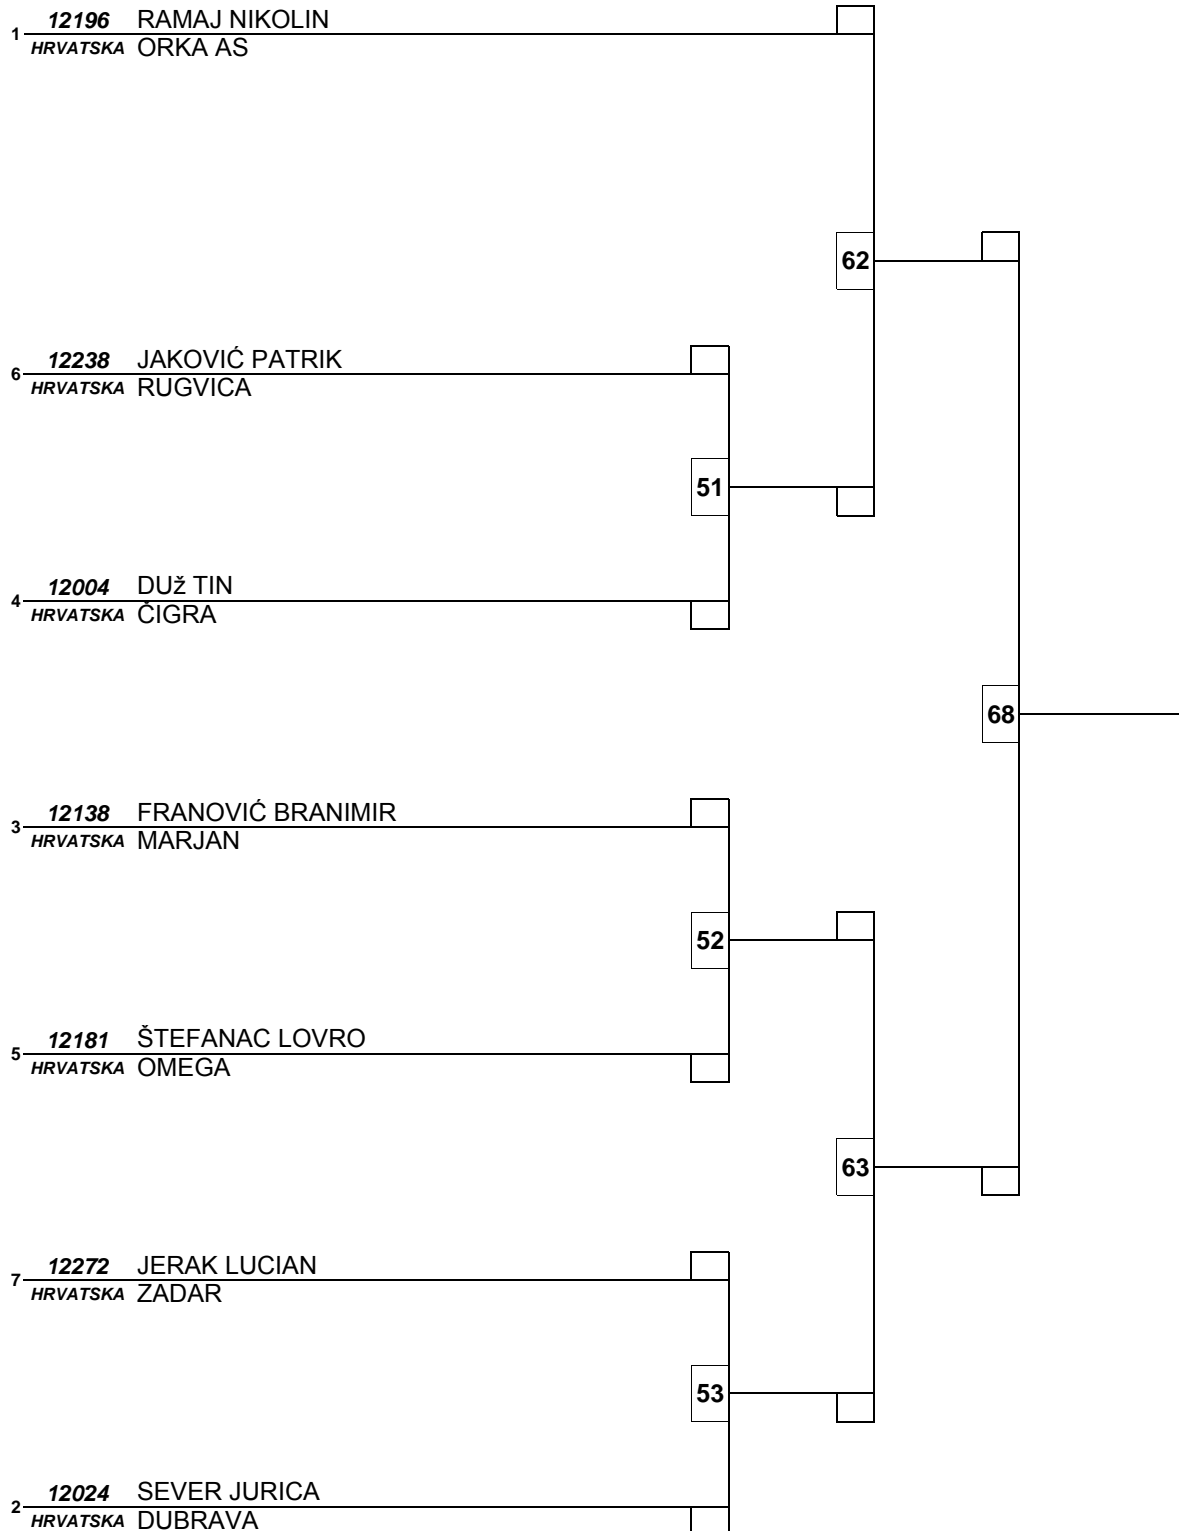 12196 RAMAJ NIKOLIN
1
HRVATSKA ORKA AS
62
12238 JAKOVIĆ PATRIK
6
HRVATSKA RUGVICA
51
12004 DUž TIN
4
HRVATSKA ČIGRA
68
12138 FRANOVIĆ BRANIMIR
3
HRVATSKA MARJAN
52
12181 ŠTEFANAC LOVRO
5
HRVATSKA OMEGA
63
12272 JERAK LUCIAN
7
HRVATSKA ZADAR
53
12024 SEVER JURICA
2
HRVATSKA DUBRAVA